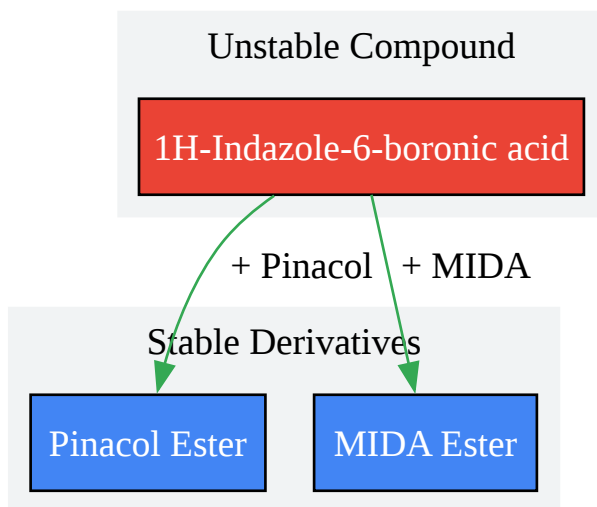 Unstable Compound
1H-Indazole-6-boronic acid
+ Pinacol
+ MIDA
Stable Derivatives
Pinacol Ester
MIDA Ester